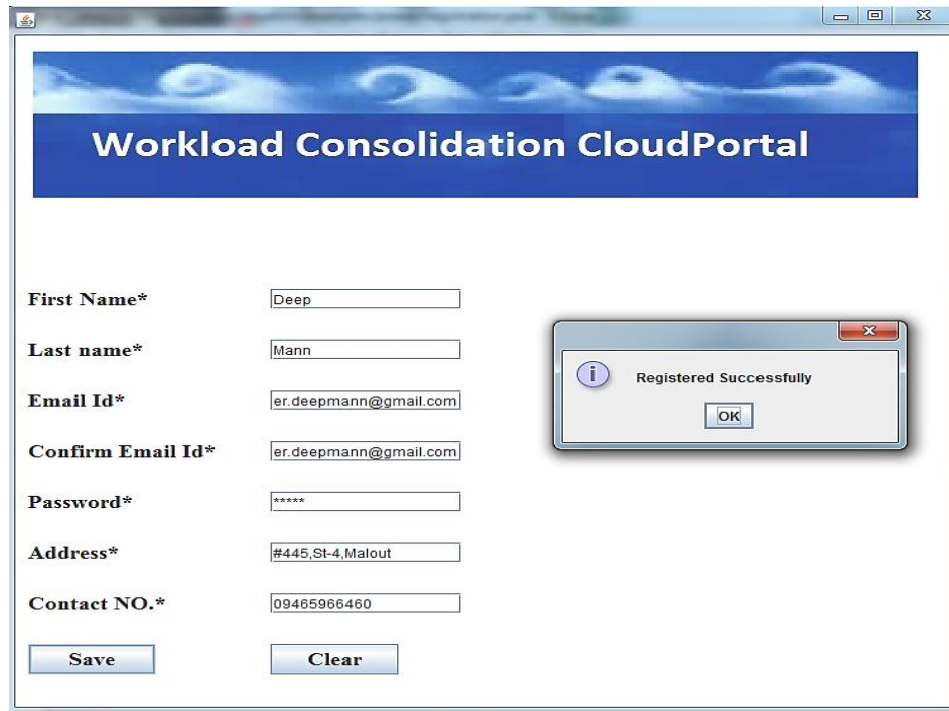 Workload Consolidation CloudPortal
First Name*
Deep
Last name*
Mann
Email Id*
er.deepmann@gmail.com
Confirm Email Id*
er.deepmann@gmail.com
Password*
*****
Address*
#445,St-4,Malout
Contact NO.*
09465966460
Save
Clear
i
Registered Successfully
OK